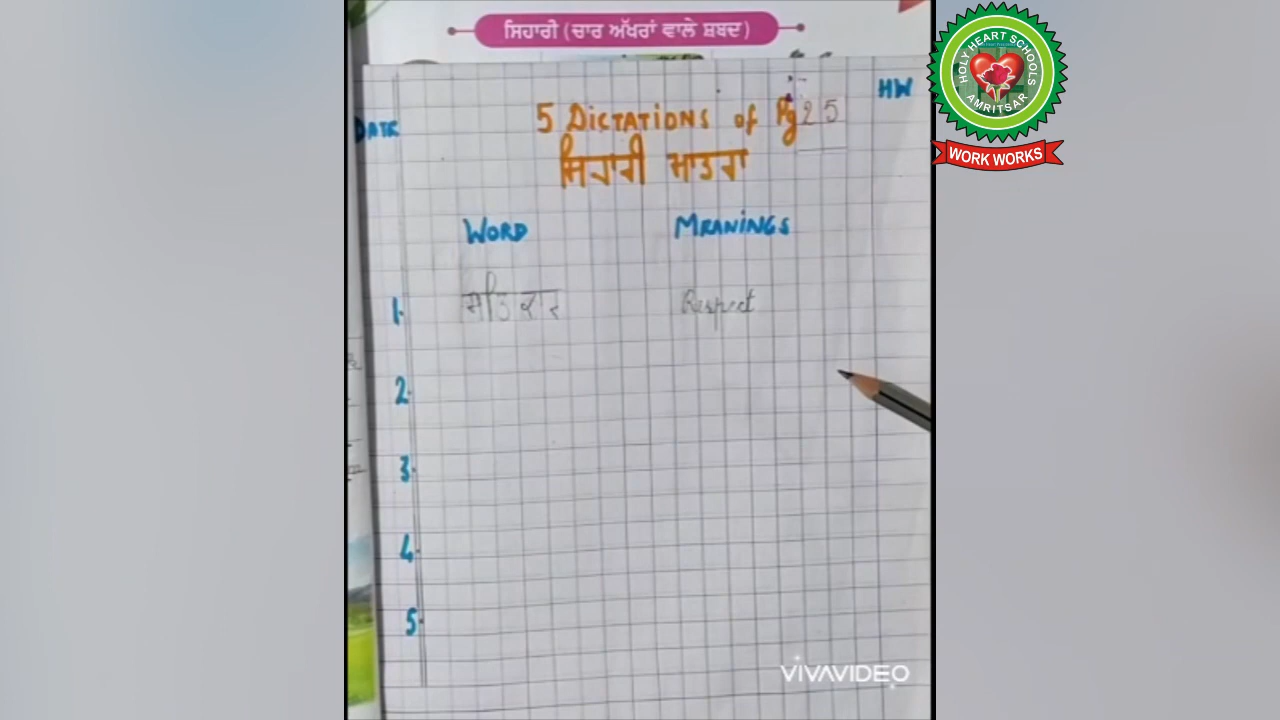 ਸਿਹਾਰੀ (ਚਾਰ ਅੱਖਰਾਂ ਵਾਲੇ ਸ਼ਬਦ)
HOLY HEART SCHOOLS
AMRITSAR
WORK WORKS
HW
DATE
5 DICTATIONS of Pg 25
ਸਿਹਾਰੀ ਮਾਤਰਾ
WORD MEANINGS
1. ਸਤਿਕਾਰ Respect
2.
3.
4.
5.
VIVAVIDEO